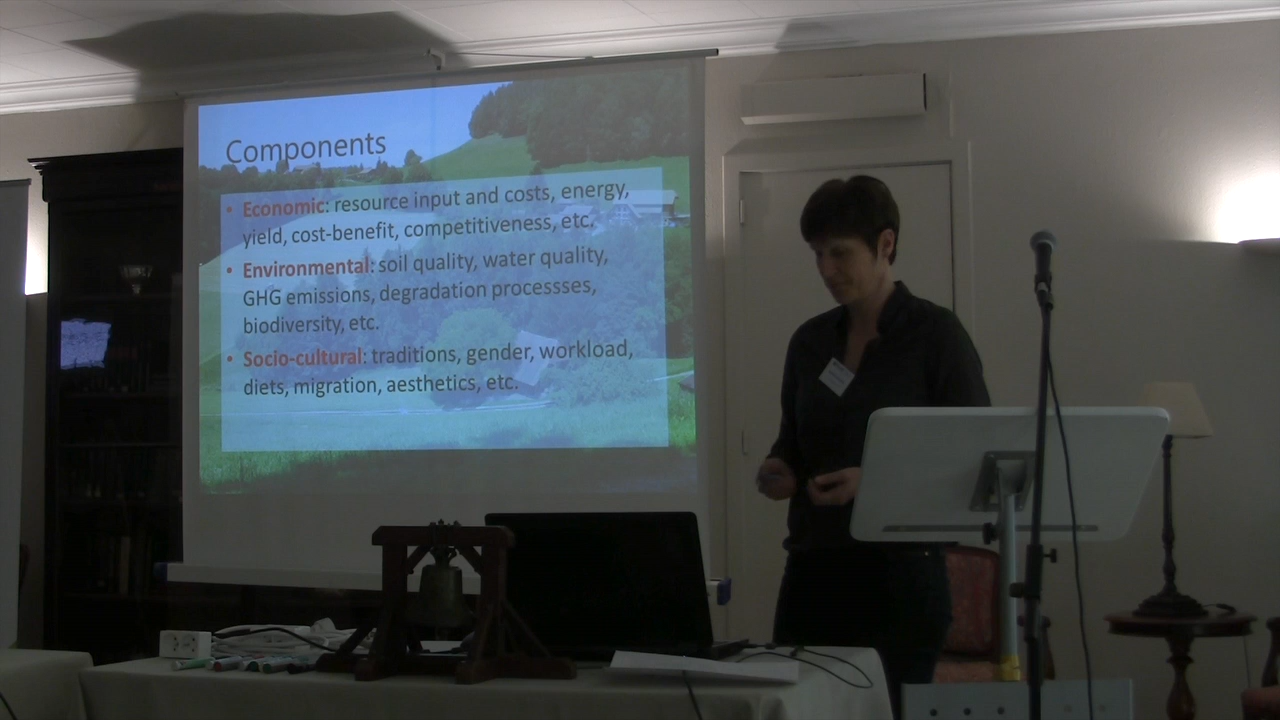 Components
• Economic: resource input and costs, energy,
yield, cost-benefit, competitiveness, etc.
• Environmental: soil quality, water quality,
GHG emissions, degradation processses,
biodiversity, etc.
• Socio-cultural: traditions, gender, workload,
diets, migration, aesthetics, etc.